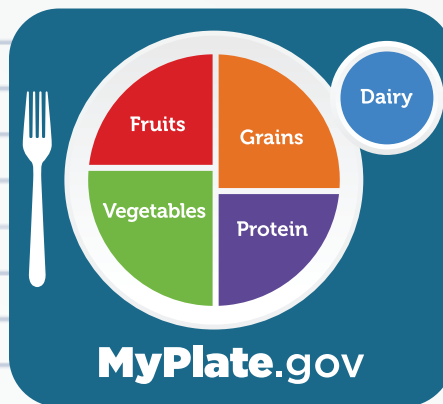 Fruits
Grains
Dairy
Vegetables
Protein
MyPlate.gov